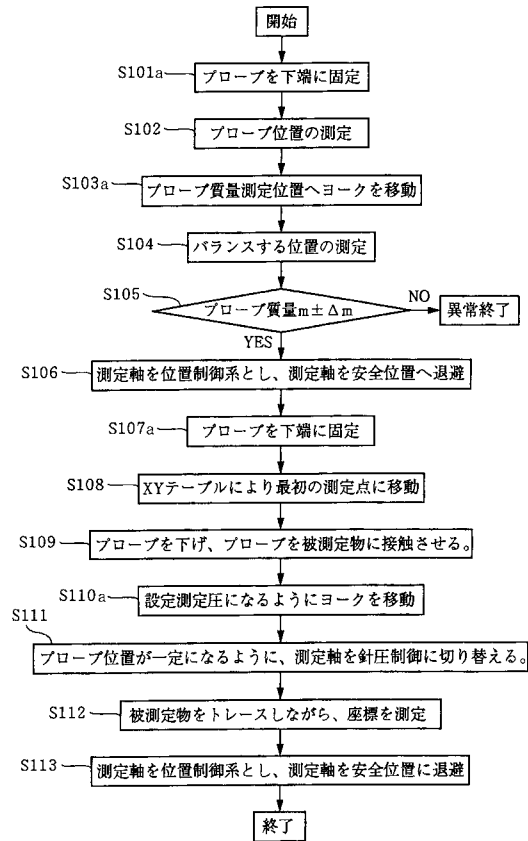 開始
S101a
プローブを下端に固定
S102
プローブ位置の測定
S103a
プローブ質量測定位置へヨークを移動
S104
バランスする位置の測定
S105
プローブ質量m±Δm
NO
異常終了
YES
S106
測定軸を位置制御系とし、測定軸を安全位置へ退避
S107a
プローブを下端に固定
S108
XYテーブルにより最初の測定点に移動
S109
プローブを下げ、プローブを被測定物に接触させる。
S110a
設定測定圧になるようにヨークを移動
S111
プローブ位置が一定になるように、測定軸を針圧制御に切り替える。
S112
被測定物をトレースしながら、座標を測定
S113
測定軸を位置制御系とし、測定軸を安全位置に退避
終了